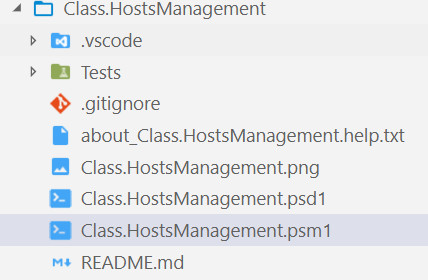 Class.HostsManagement
.vscode
Tests
.gitignore
about_Class.HostsManagement.help.txt
Class.HostsManagement.png
Class.HostsManagement.psd1
Class.HostsManagement.psm1
README.md